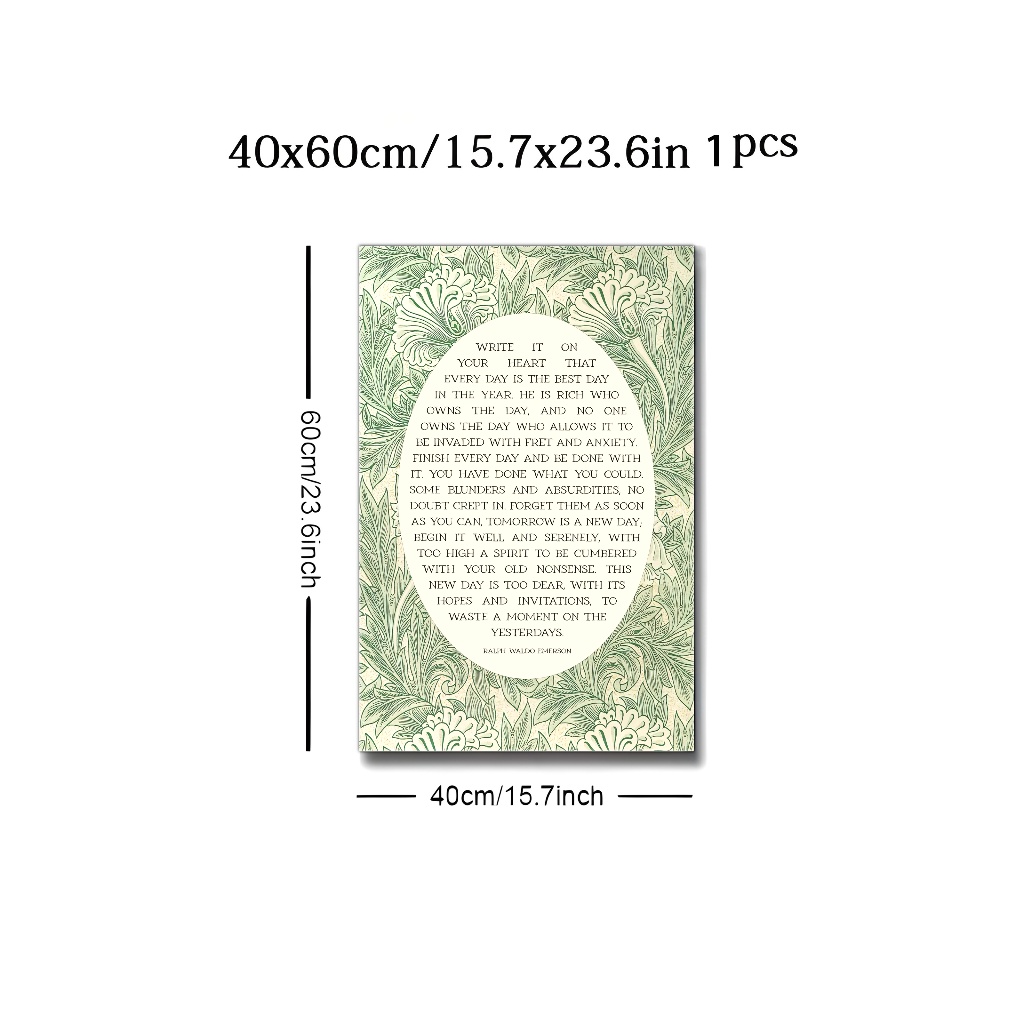 40x60cm/15.7x23.6in 1pcs
WRITE IT ON
YOUR HEART THAT
EVERY DAY IS THE BEST DAY
IN THE YEAR. HE IS RICH WHO
OWNS THE DAY, AND NO ONE
OWNS THE DAY WHO ALLOWS IT TO
BE INVADED WITH FRET AND ANXIETY.
FINISH EVERY DAY AND BE DONE WITH
IT. YOU HAVE DONE WHAT YOU COULD.
SOME BLUNDERS AND ABSURDITIES, NO
DOUBT CREPT IN. FORGET THEM AS SOON
AS YOU CAN, TOMORROW IS A NEW DAY;
BEGIN IT WELL AND SERENELY, WITH
TOO HIGH A SPIRIT TO BE CUMBERED
WITH YOUR OLD NONSENSE. THIS
NEW DAY IS TOO DEAR, WITH ITS
HOPES AND INVITATIONS, TO
WASTE A MOMENT ON THE
YESTERDAYS.
RALPH WALDO EMERSON
60cm/23.6inch
40cm/15.7inch